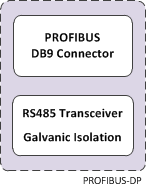 PROFIBUS
DB9 Connector
RS485 Transceiver
Galvanic Isolation
PROFIBUS-DP